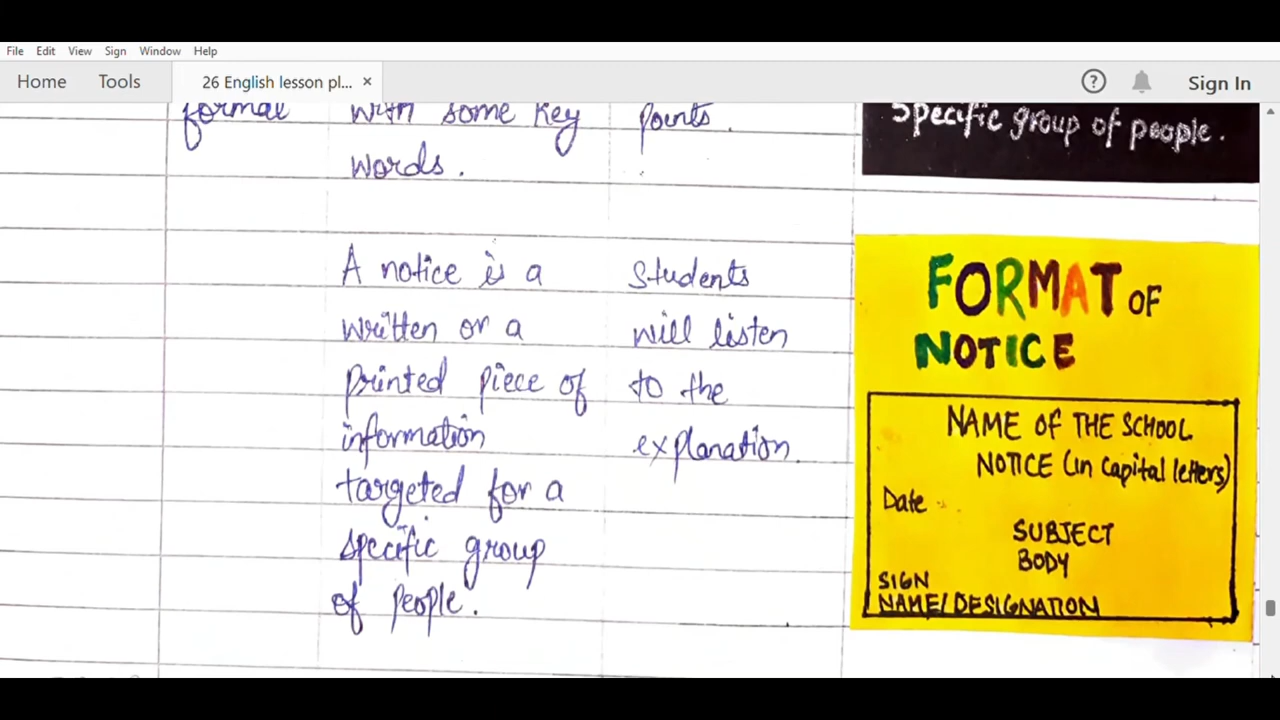 File Edit View Sign Window Help
Home Tools 26 English lesson pl... × ? Sign In
formal
with some key
words.
points.
Specific group of people.
A notice is a
written or a
printed piece of
information
targeted for a
specific group
of people.
Students
will listen
to the
explanation.
FORMAT OF
NOTICE
NAME OF THE SCHOOL
NOTICE (in capital letters)
Date
SUBJECT
BODY
SIGN
NAME/DESIGNATION